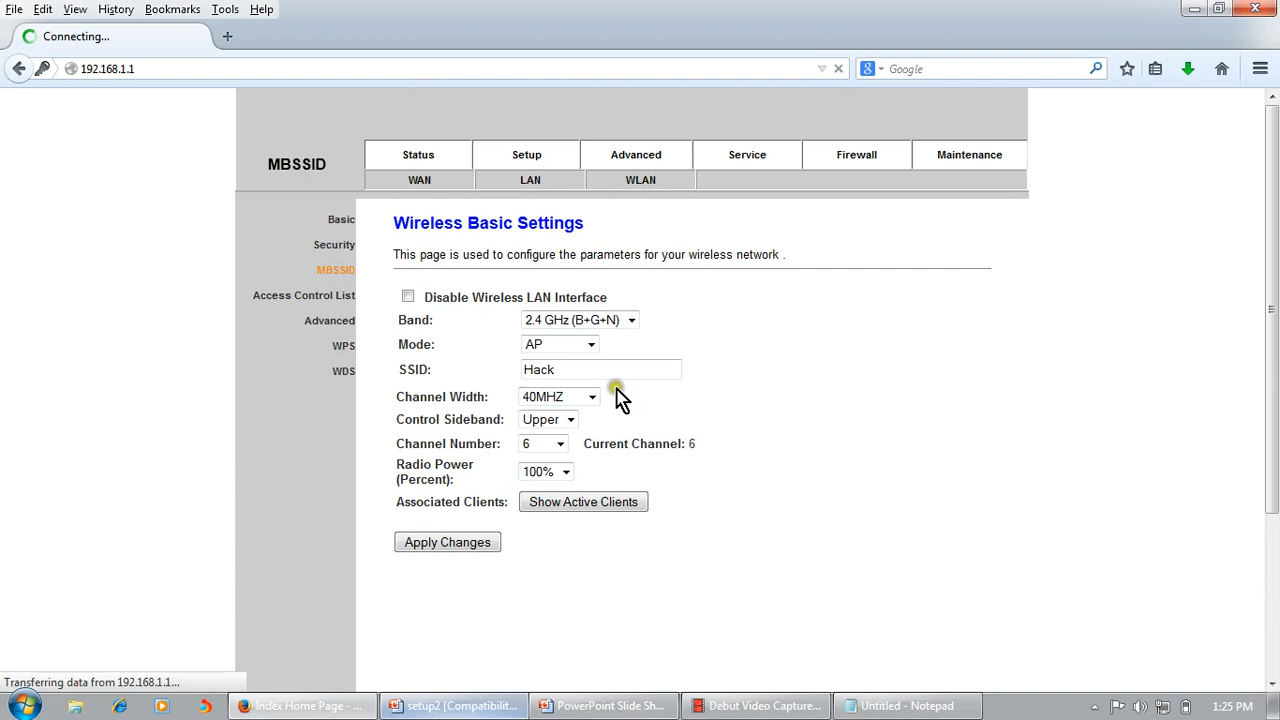 File Edit View History Bookmarks Tools Help
Connecting...
192.168.1.1
Google
MBSSID
Status Setup Advanced Service Firewall Maintenance
WAN LAN WLAN
Basic
Security
MBSSID
Access Control List
Advanced
WPS
WDS
Wireless Basic Settings
This page is used to configure the parameters for your wireless network .
Disable Wireless LAN Interface
Band: 2.4 GHz (B+G+N)
Mode: AP
SSID: Hack
Channel Width: 40MHZ
Control Sideband: Upper
Channel Number: 6 Current Channel: 6
Radio Power
(Percent): 100%
Associated Clients: Show Active Clients
Apply Changes
Transferring data from 192.168.1.1...
Index Home Page - ... setup2 [Compatibilit... PowerPoint Slide Sh... Debut Video Capture... Untitled - Notepad 1:25 PM